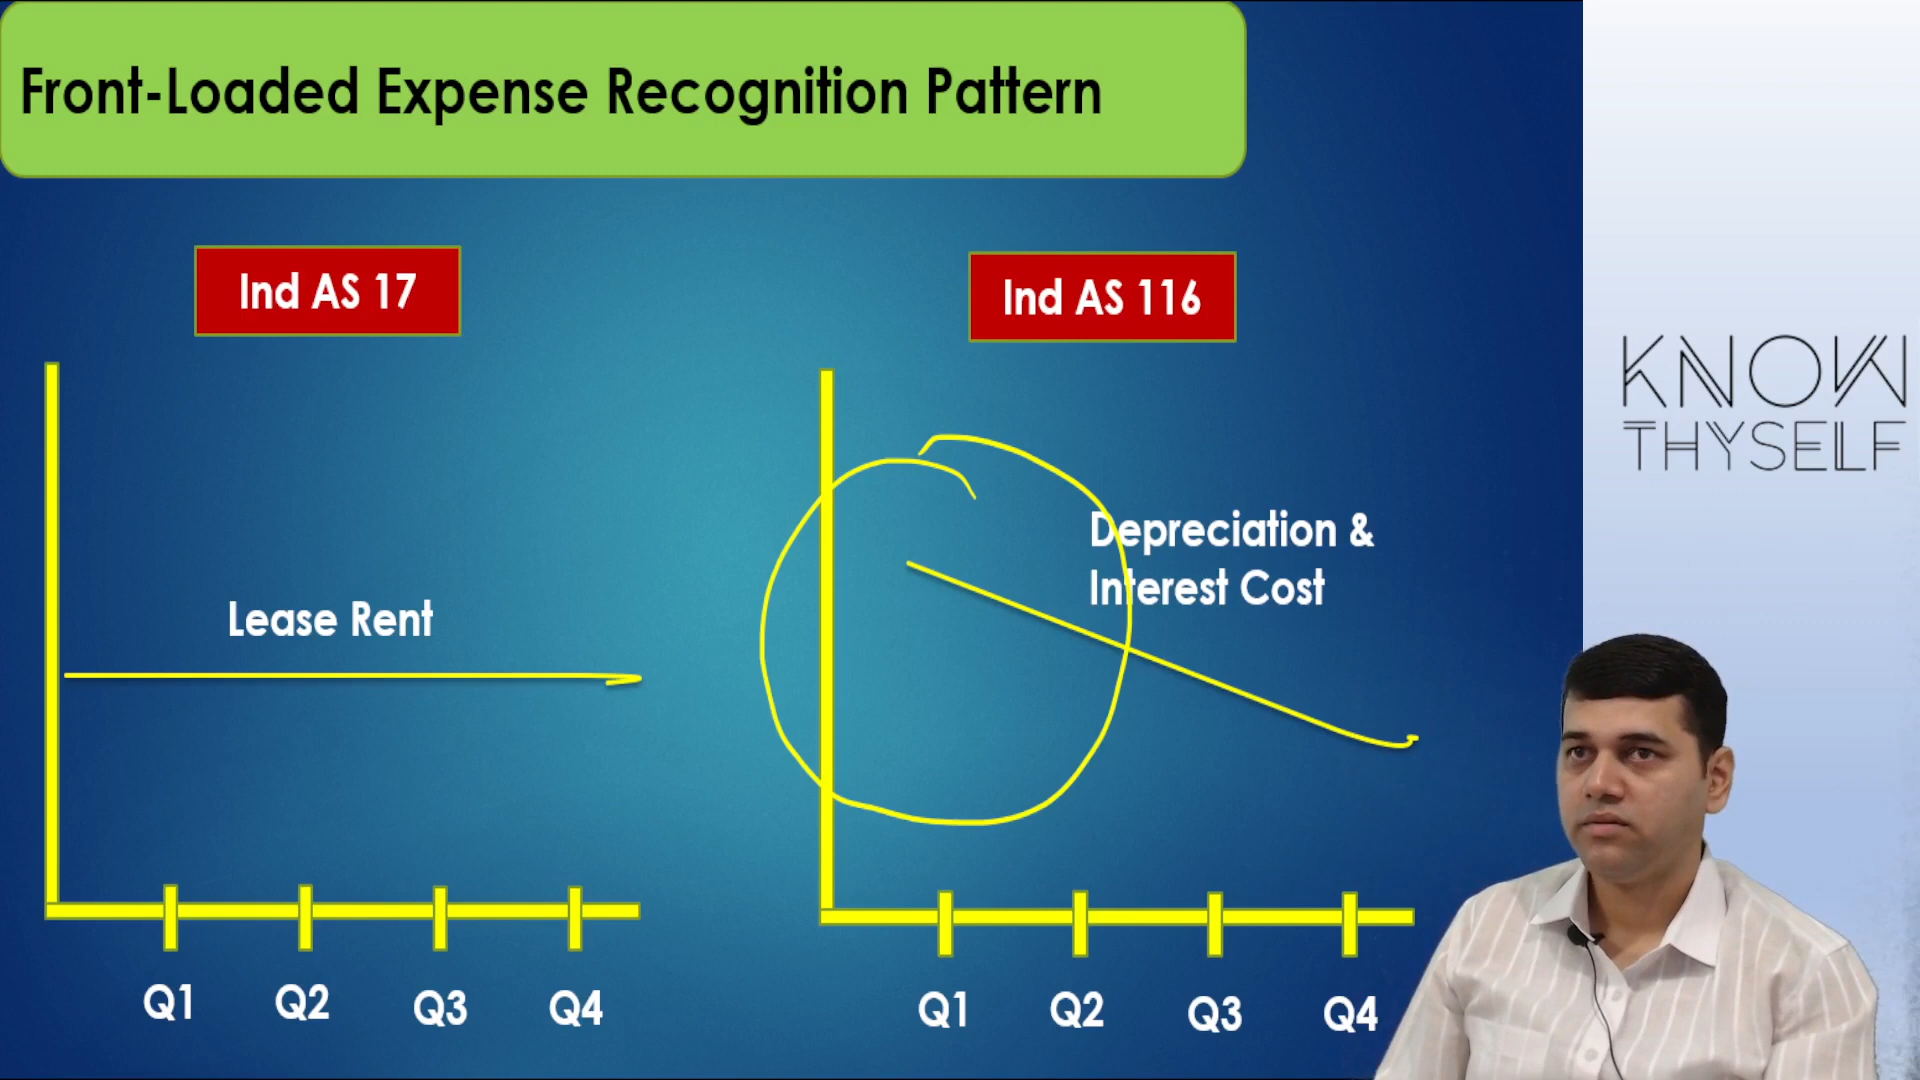 Front-Loaded Expense Recognition Pattern
Ind AS 17
Ind AS 116
KNOW
THYSELF
Depreciation &
Interest Cost
Lease Rent
Q1 Q2 Q3 Q4
Q1 Q2 Q3 Q4